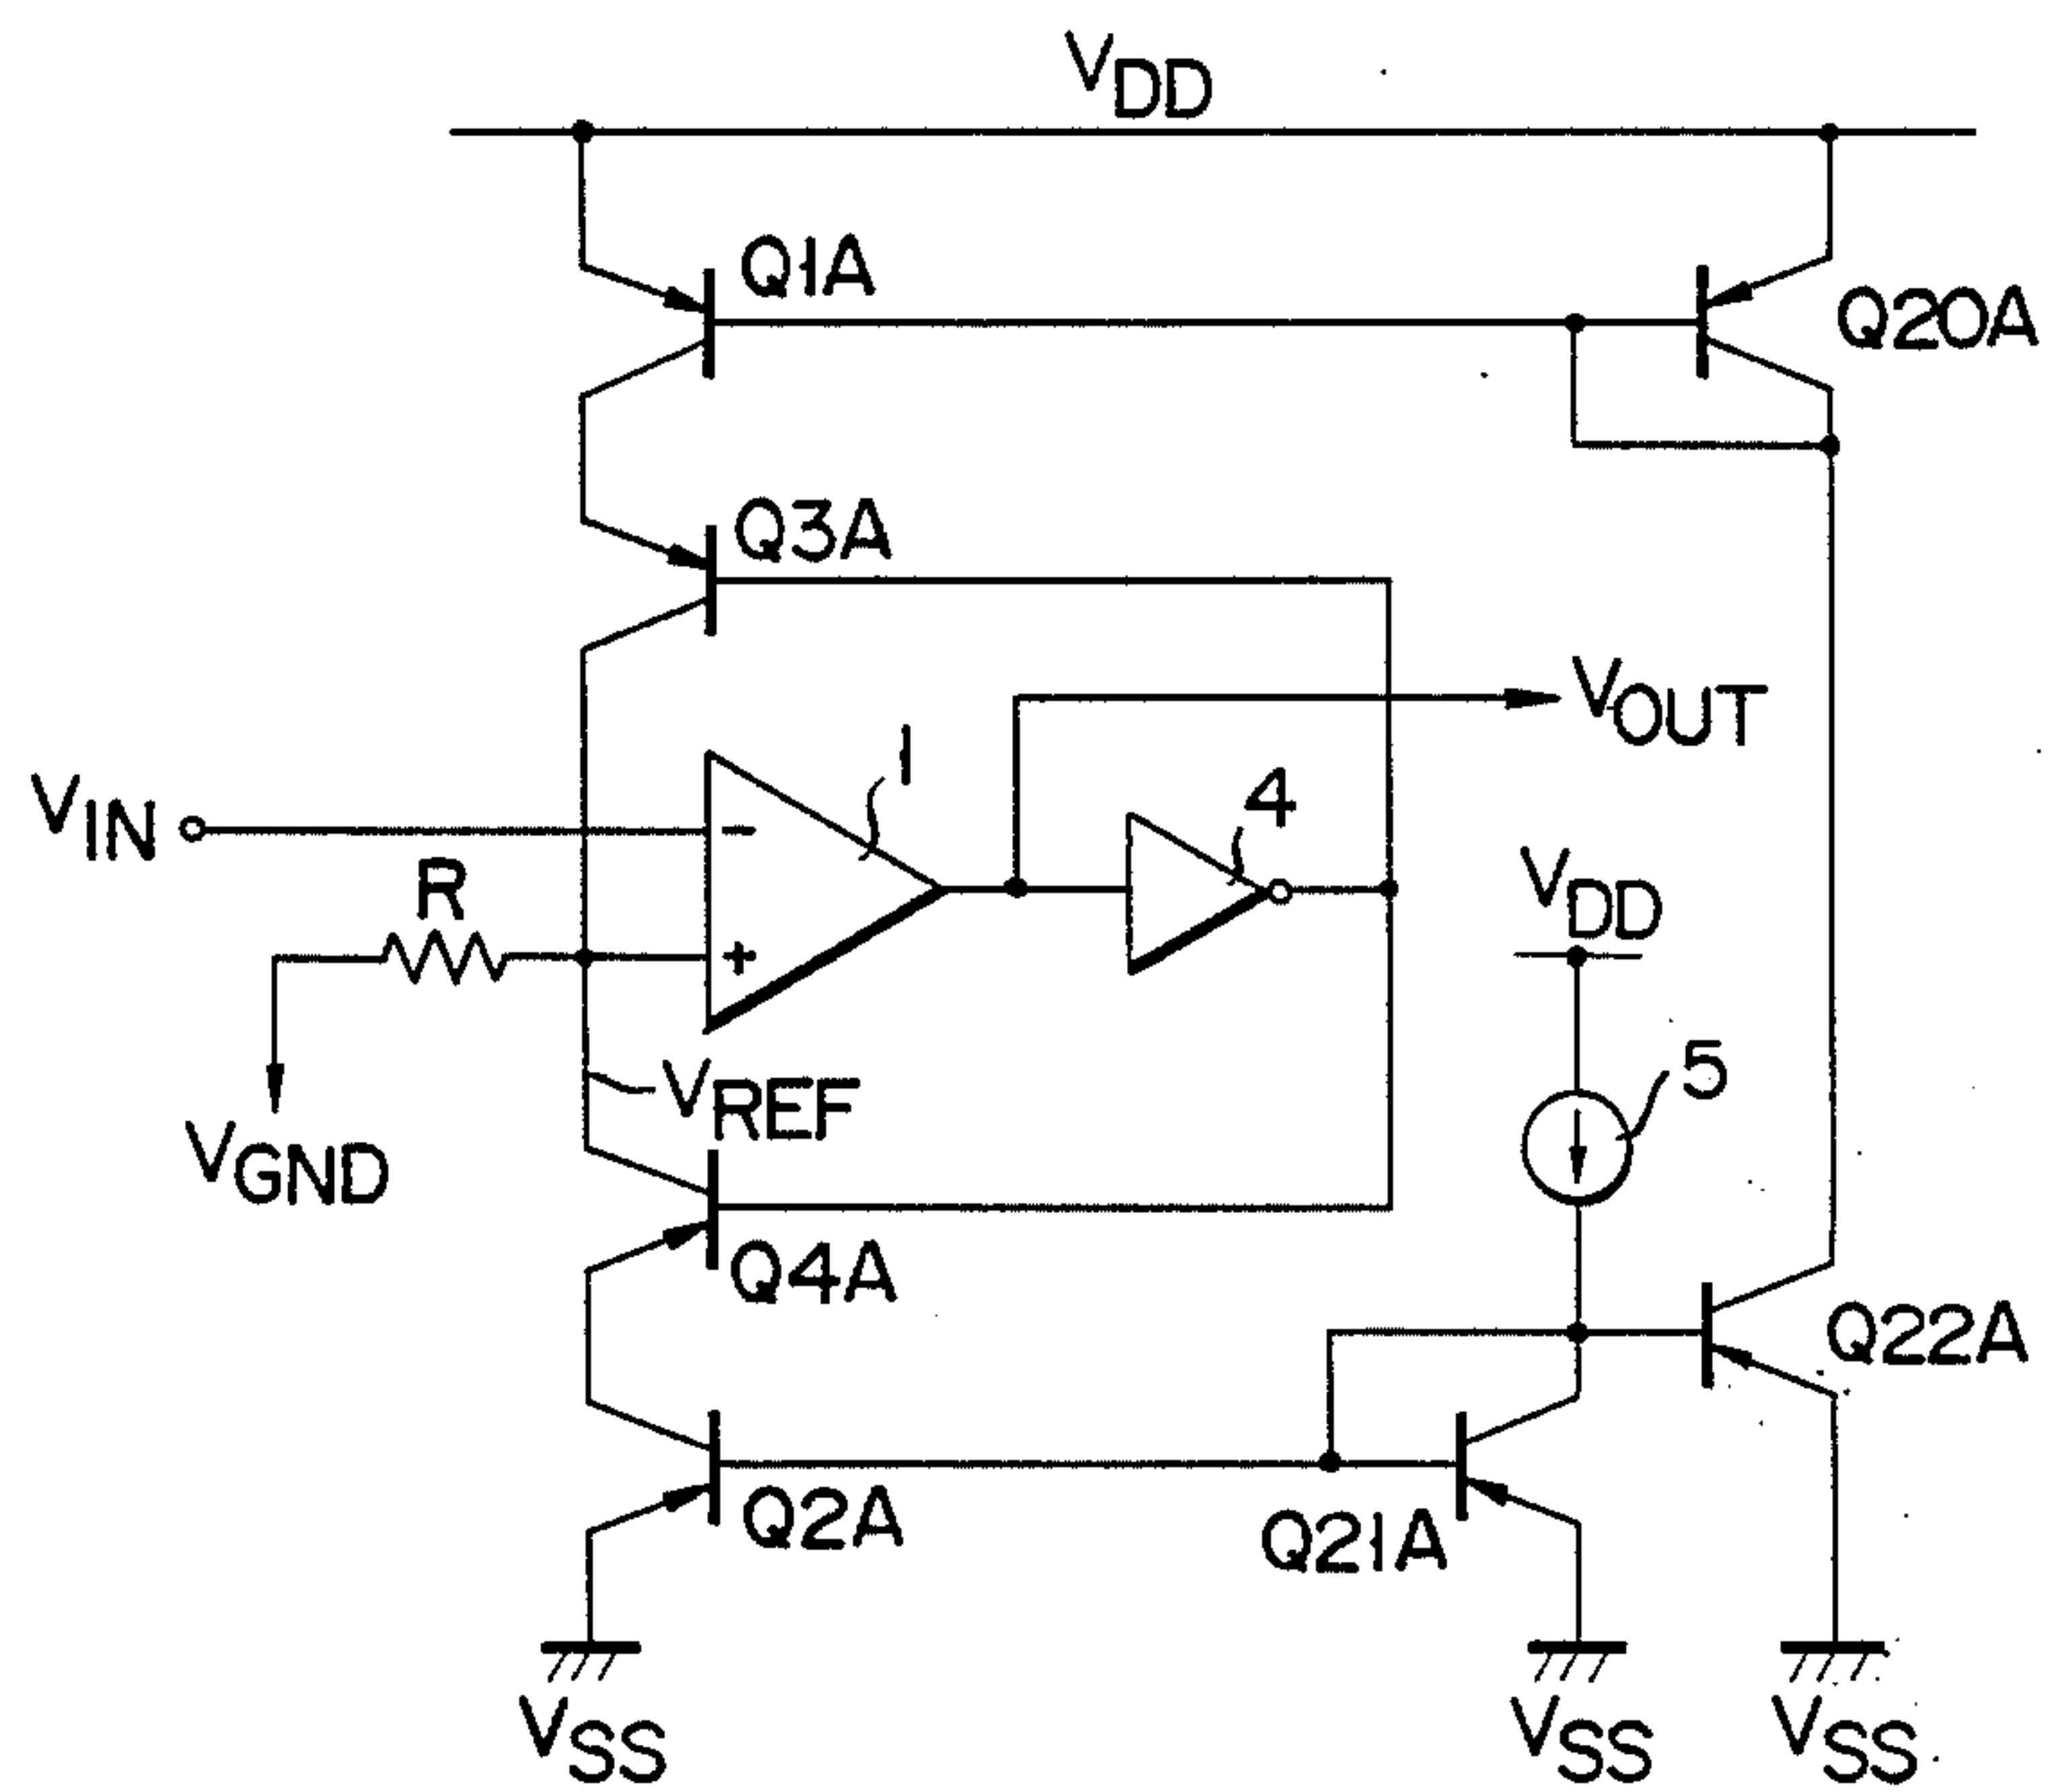 VDD
Q1A
Q20A
Q3A
VOUT
1
VIN
-
4
R
VDD
+
5
VREF
VGND
Q4A
Q22A
Q2A
Q21A
VSS
VSS
VSS